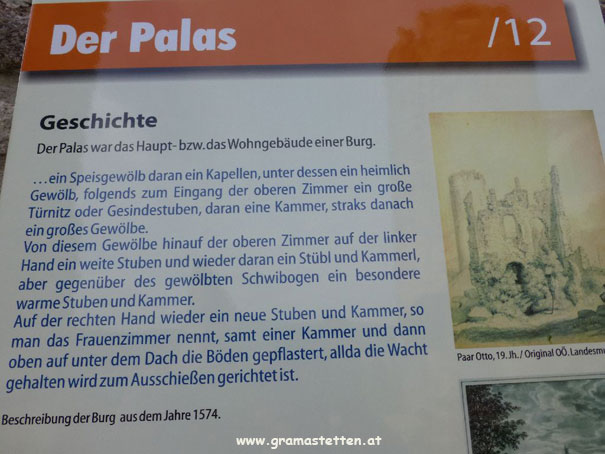 Der Palas /12
Geschichte
Der Palas war das Haupt- bzw. das Wohngebäude einer Burg.
...ein Speisgewölb daran ein Kapellen, unter dessen ein heimlich
Gewölb, folgends zum Eingang der oberen Zimmer ein große
Türnitz oder Gesindestuben, daran eine Kammer, straks danach
ein großes Gewölbe.
Von diesem Gewölbe hinauf der oberen Zimmer auf der linker
Hand ein weite Stuben und wieder daran ein Stübl und Kammerl,
aber gegenüber des gewölbten Schwibogen ein besondere
warme Stuben und Kammer.
Auf der rechten Hand wieder ein neue Stuben und Kammer, so
man das Frauenzimmer nennt, samt einer Kammer und dann
oben auf unter dem Dach die Böden gepflastert, allda die Wacht
gehalten wird zum Ausschießen gerichtet ist.
Beschreibung der Burg aus dem Jahre 1574.
Paar Otto, 19. Jh. / Original OÖ. Landesmu
www.gramastetten.at